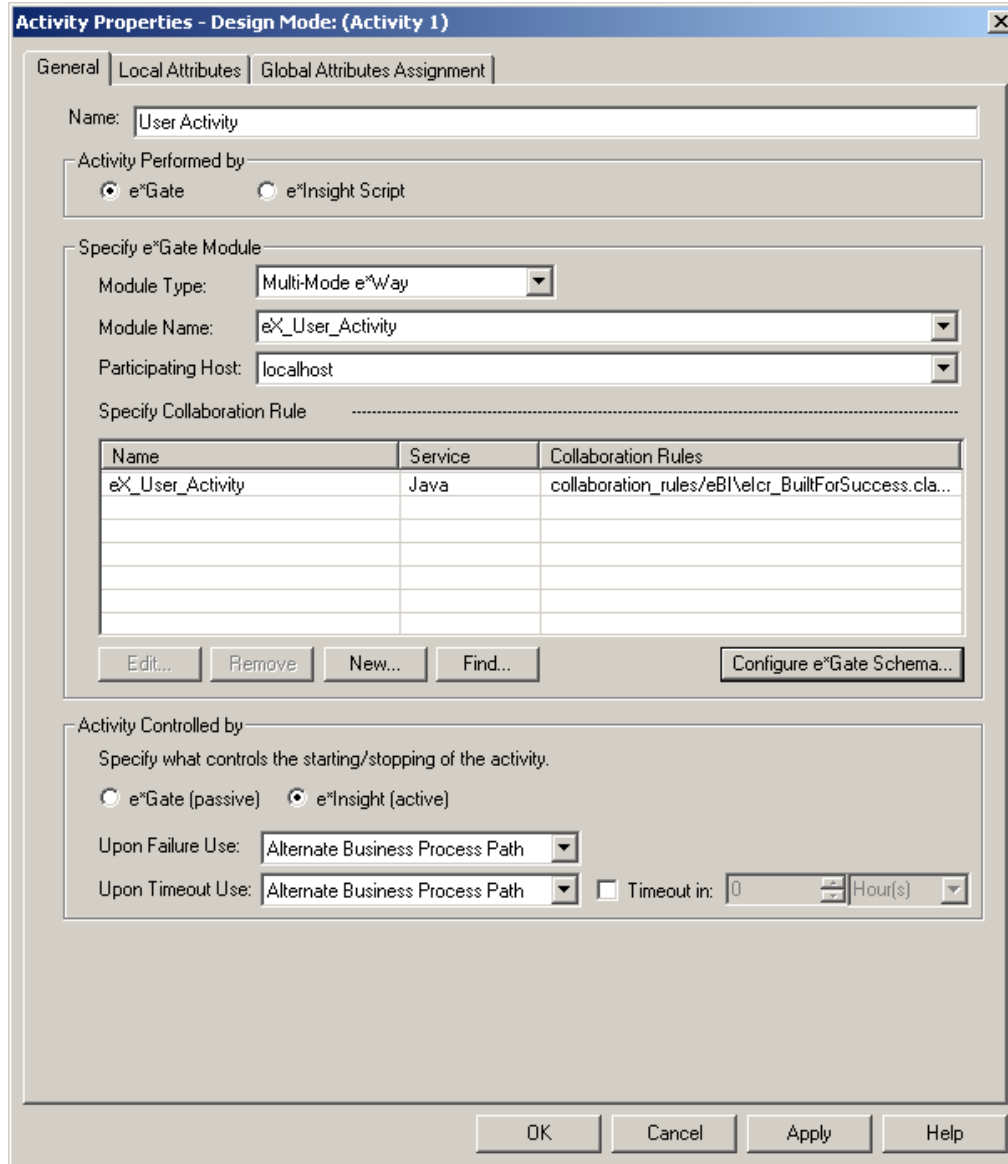 Activity Properties - Design Mode: (Activity 1)
General Local Attributes Global Attributes Assignment
Name: User Activity
Activity Performed by
e*Gate e*Insight Script
Specify e*Gate Module
Module Type: Multi-Mode e*Way
Module Name: eX_User_Activity
Participating Host: localhost
Specify Collaboration Rule
Name Service Collaboration Rules
eX_User_Activity Java collaboration_rules/eBI\eIcr_BuiltForSuccess.cla...
Edit... Remove New... Find... Configure e*Gate Schema...
Activity Controlled by
Specify what controls the starting/stopping of the activity.
e*Gate (passive) e*Insight (active)
Upon Failure Use: Alternate Business Process Path
Upon Timeout Use: Alternate Business Process Path Timeout in: 0 Hour(s)
OK Cancel Apply Help